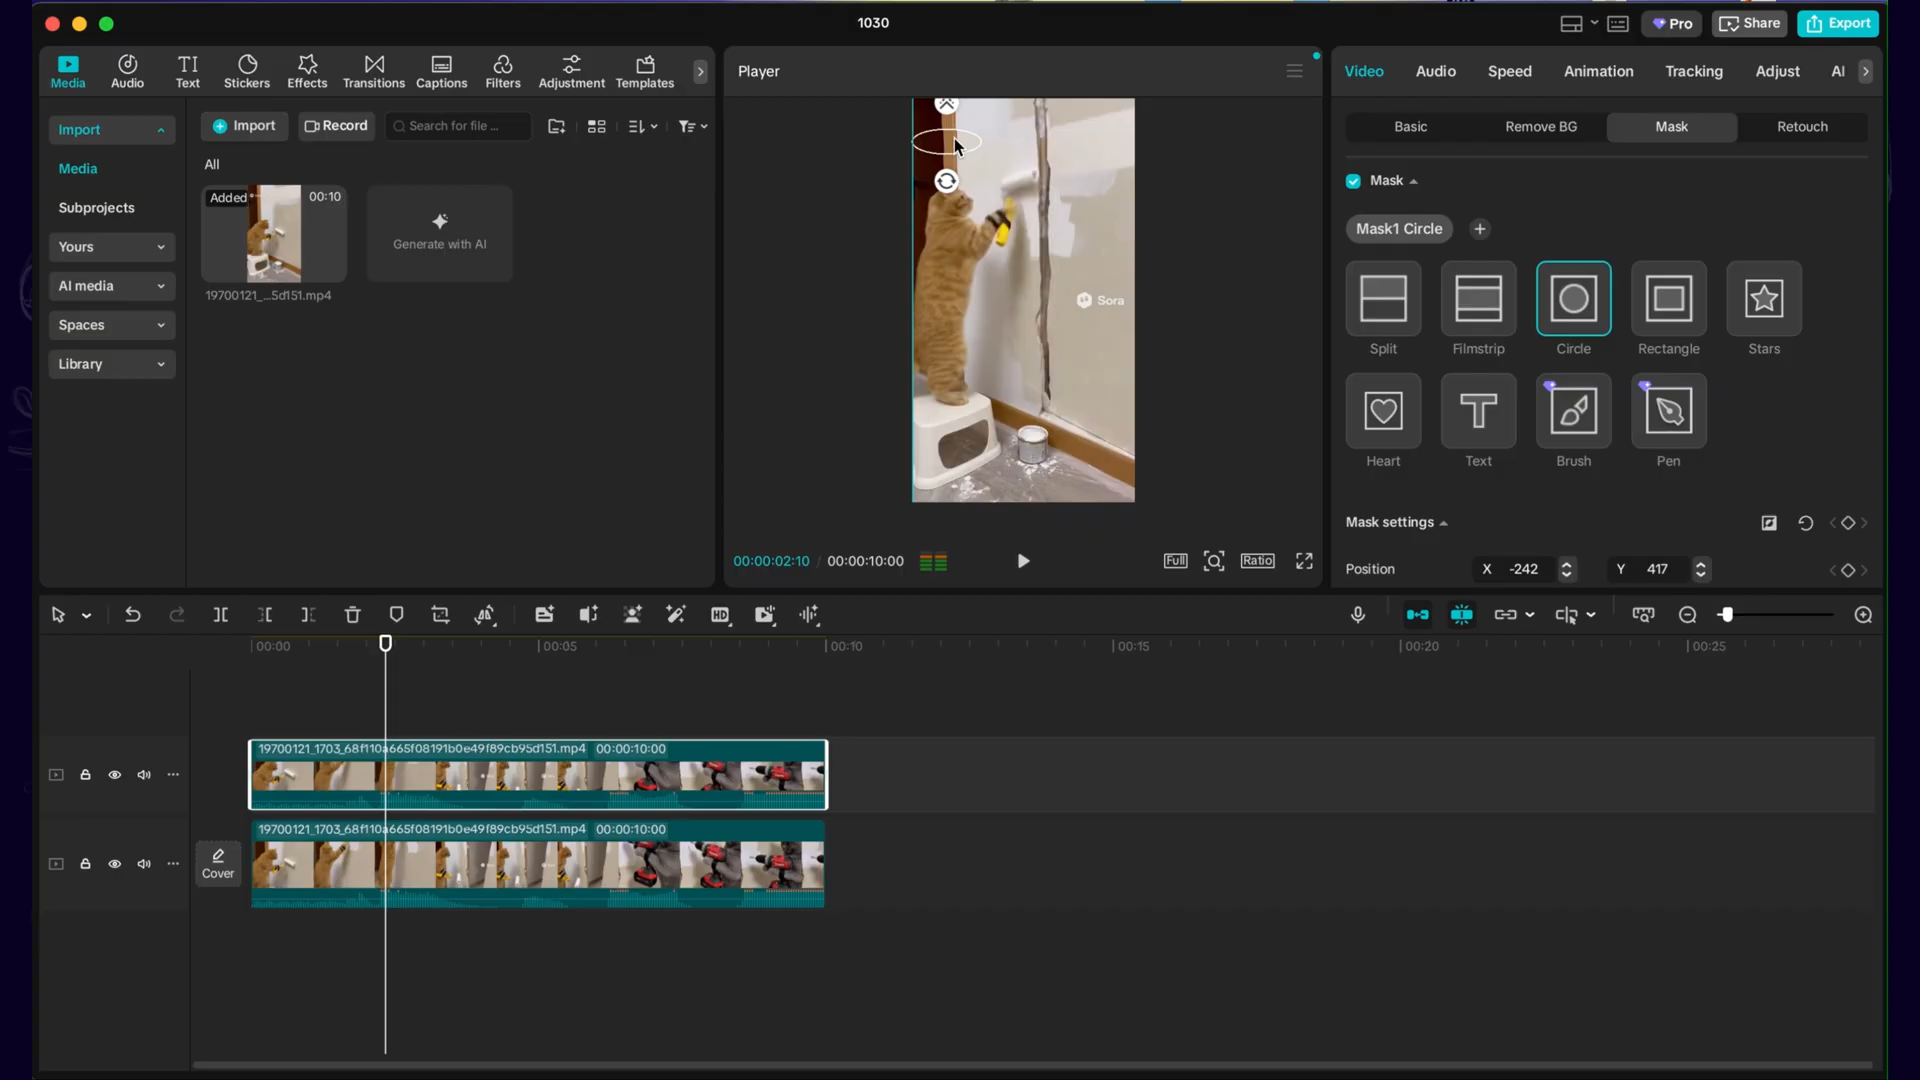 1030
Pro
Share
Export
Media
Audio
Text
Stickers
Effects
Transitions
Captions
Filters
Adjustment
Templates
Player
Video
Audio
Speed
Animation
Tracking
Adjust
AI
Import
Media
Subprojects
Yours
AI media
Spaces
Library
Import
Record
Search for file ...
All
Added
00:10
19700121_...5d151.mp4
Generate with AI
Sora
00:00:02:10 / 00:00:10:00
Full
Ratio
Basic
Remove BG
Mask
Retouch
Mask
Mask1 Circle
Split
Filmstrip
Circle
Rectangle
Stars
Heart
Text
Brush
Pen
Mask settings
Position
X -242
Y 417
HD
00:00
00:05
00:10
00:15
00:20
00:25
19700121_1703_68f110a665f08191b0e49f89cb95d151.mp4 00:00:10:00
19700121_1703_68f110a665f08191b0e49f89cb95d151.mp4 00:00:10:00
Cover